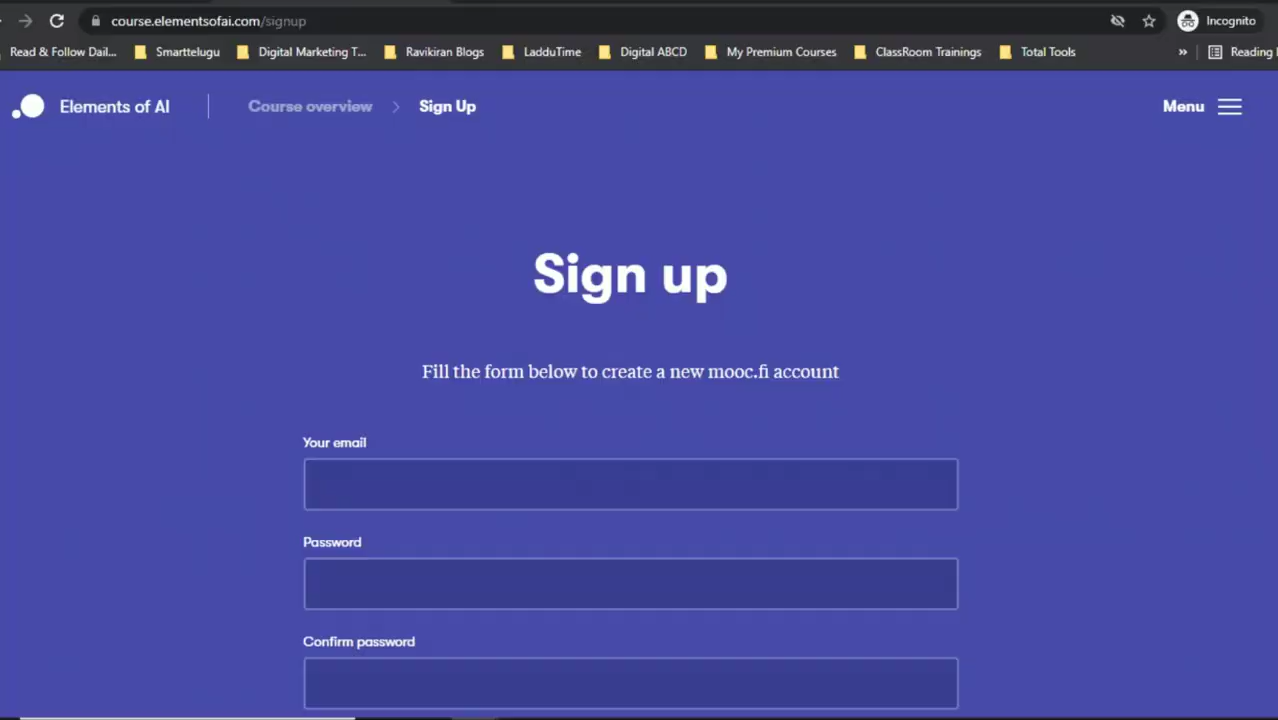 course.elementsofai.com/signup
Incognito
Read & Follow Dail...
Smarttelugu
Digital Marketing T...
Ravikiran Blogs
LadduTime
Digital ABCD
My Premium Courses
ClassRoom Trainings
Total Tools
»
Reading
Elements of AI
Course overview > Sign Up
Menu
Sign up
Fill the form below to create a new mooc.fi account
Your email
Password
Confirm password